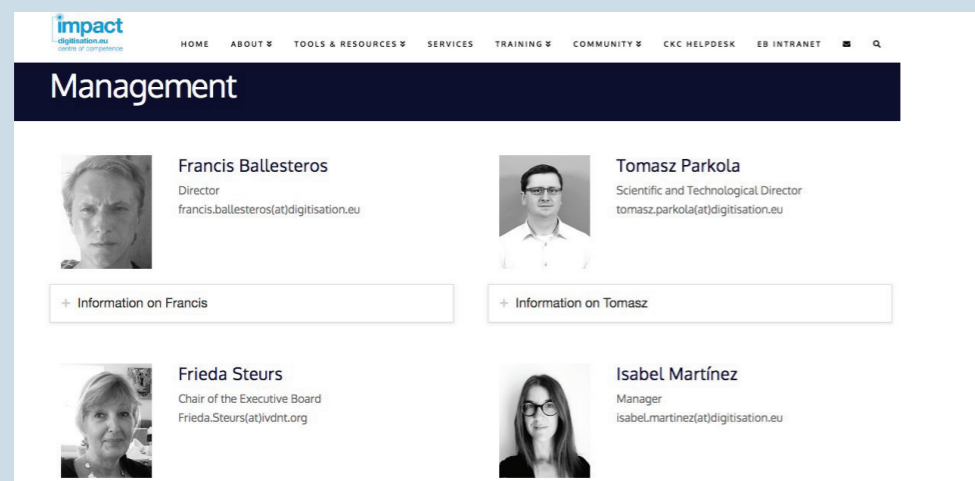 impact
digitisation.eu
centre of competence
HOME ABOUT TOOLS & RESOURCES SERVICES TRAINING COMMUNITY CKC HELPDESK EB INTRANET
Management
Francis Ballesteros
Director
francis.ballesteros(at)digitisation.eu
+ Information on Francis
Tomasz Parkola
Scientific and Technological Director
tomasz.parkola(at)digitisation.eu
+ Information on Tomasz
Frieda Steurs
Chair of the Executive Board
Frieda.Steurs(at)ivdnt.org
Isabel Martínez
Manager
isabel.martinez(at)digitisation.eu